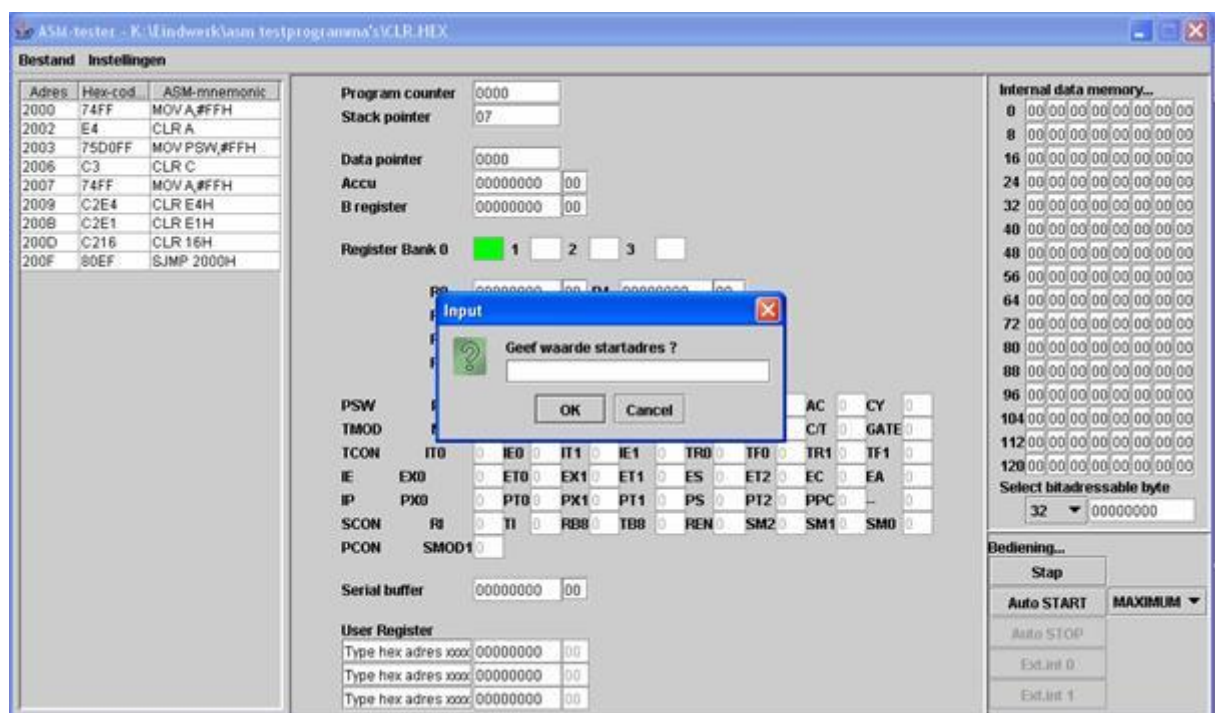 ASM-tester - K:\Eindwerk\asm testprogramma's\CLR.HEX
Bestand Instellingen
Adres Hex-cod... ASM-mnemonic
2000 74FF MOV A,#FFH
2002 E4 CLR A
2003 75D0FF MOV PSW,#FFH
2006 C3 CLR C
2007 74FF MOV A,#FFH
2009 C2E4 CLR E4H
200B C2E1 CLR E1H
200D C216 CLR 16H
200F 80EF SJMP 2000H
Program counter 0000
Stack pointer 07
Data pointer 0000
Accu 00000000 00
B register 00000000 00
Register Bank 0 1 2 3
Input
Geef waarde startadres ?
OK Cancel
PSW AC 0 CY 0
TMOD C/T 0 GATE 0
TCON IT0 0 IE0 0 IT1 0 IE1 0 TR0 0 TF0 0 TR1 0 TF1 0
IE EX0 0 ET0 0 EX1 0 ET1 0 ES 0 ET2 0 EC 0 EA 0
IP PX0 0 PT0 0 PX1 0 PT1 0 PS 0 PT2 0 PPC 0 -- 0
SCON RI 0 TI 0 RB8 0 TB8 0 REN 0 SM2 0 SM1 0 SM0 0
PCON SMOD1 0
Serial buffer 00000000 00
User Register
Type hex adres xxxx 00000000 00
Type hex adres xxxx 00000000 00
Type hex adres xxxx 00000000 00
Internal data memory...
0 00 00 00 00 00 00 00 00
8 00 00 00 00 00 00 00 00
16 00 00 00 00 00 00 00 00
24 00 00 00 00 00 00 00 00
32 00 00 00 00 00 00 00 00
40 00 00 00 00 00 00 00 00
48 00 00 00 00 00 00 00 00
56 00 00 00 00 00 00 00 00
64 00 00 00 00 00 00 00 00
72 00 00 00 00 00 00 00 00
80 00 00 00 00 00 00 00 00
88 00 00 00 00 00 00 00 00
96 00 00 00 00 00 00 00 00
104 00 00 00 00 00 00 00 00
112 00 00 00 00 00 00 00 00
120 00 00 00 00 00 00 00 00
Select bitadressable byte
32 00000000
Bediening...
Stap
Auto START MAXIMUM
Auto STOP
Ext.int 0
Ext.int 1